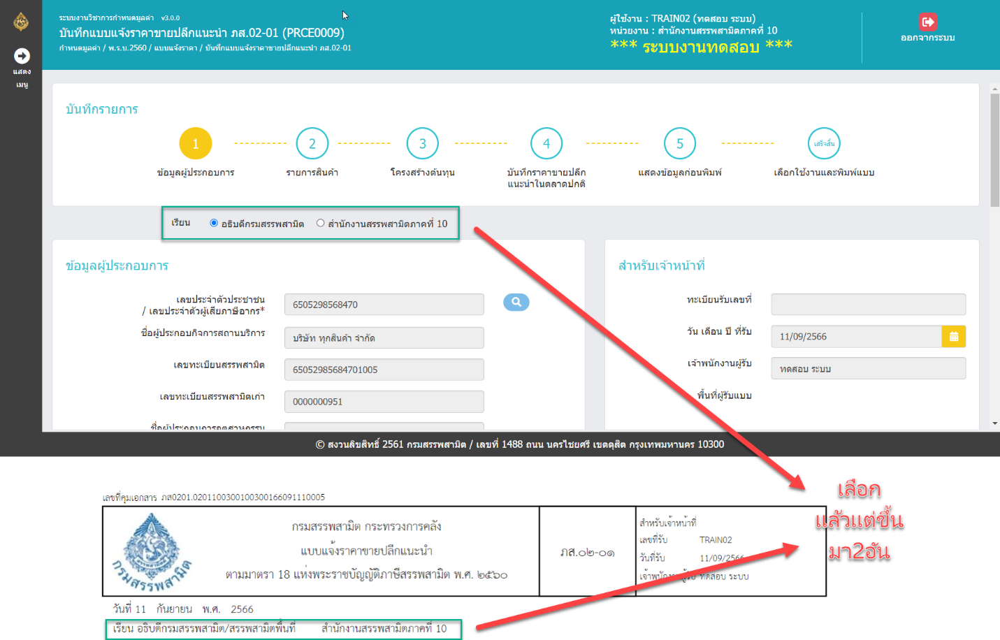 ระบบงานวิชาการกำหนดมูลค่า v3.0.0
บันทึกแบบแจ้งราคาขายปลีกแนะนำ ภส.02-01 (PRCE0009)
กำหนดมูลค่า / พ.ร.บ.2560 / แบบแจ้งราคา / บันทึกแบบแจ้งราคาขายปลีกแนะนำ ภส.02-01
ผู้ใช้งาน : TRAIN02 (ทดสอบ ระบบ)
หน่วยงาน : สำนักงานสรรพสามิตภาคที่ 10
*** ระบบงานทดสอบ ***
ออกจากระบบ
แสดง
เมนู
บันทึกรายการ
1
2
3
4
5
เสร็จสิ้น
ข้อมูลผู้ประกอบการ
รายการสินค้า
โครงสร้างต้นทุน
บันทึกราคาขายปลีก
แนะนำในตลาดปกติ
แสดงข้อมูลก่อนพิมพ์
เลือกใช้งานและพิมพ์แบบ
เรียน อธิบดีกรมสรรพสามิต สำนักงานสรรพสามิตภาคที่ 10
ข้อมูลผู้ประกอบการ
เลขประจำตัวประชาชน
/ เลขประจำตัวผู้เสียภาษีอากร* 6505298568470
ชื่อผู้ประกอบกิจการสถานบริการ บริษัท ทุกสินค้า จำกัด
เลขทะเบียนสรรพสามิต 65052985684701005
เลขทะเบียนสรรพสามิตเก่า 0000000951
ชื่อผู้ประกอบการอุตสาหกรรม
สำหรับเจ้าหน้าที่
ทะเบียนรับเลขที่
วัน เดือน ปี ที่รับ 11/09/2566
เจ้าพนักงานผู้รับ ทดสอบ ระบบ
พื้นที่ผู้รับแบบ
© สงวนลิขสิทธิ์ 2561 กรมสรรพสามิต / เลขที่ 1488 ถนน นครไชยศรี เขตดุสิต กรุงเทพมหานคร 10300
เลือก
แล้วแต่ขึ้น
มา2อัน
เลขที่คุมเอกสาร ภส0201.0201100300100300166091110005
กรมสรรพสามิต
กรมสรรพสามิต กระทรวงการคลัง
แบบแจ้งราคาขายปลีกแนะนำ
ตามมาตรา 18 แห่งพระราชบัญญัติภาษีสรรพสามิต พ.ศ. ๒๕๖๐
ภส.๐๒-๐๑
สำหรับเจ้าหน้าที่
เลขที่รับ TRAIN02
วันที่รับ 11/09/2566
เจ้าพนักงานผู้รับ ทดสอบ ระบบ
วันที่ 11 กันยายน พ.ศ. 2566
เรียน อธิบดีกรมสรรพสามิต/สรรพสามิตพื้นที่ สำนักงานสรรพสามิตภาคที่ 10